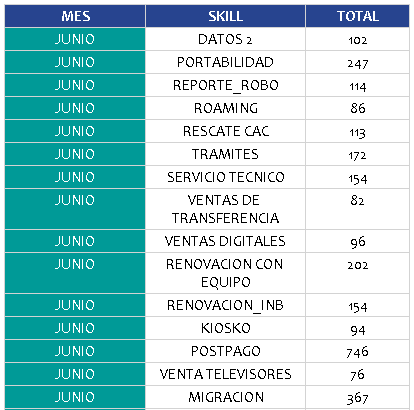 MES SKILL TOTAL
JUNIO DATOS 2 102
JUNIO PORTABILIDAD 247
JUNIO REPORTE_ROBO 114
JUNIO ROAMING 86
JUNIO RESCATE CAC 113
JUNIO TRAMITES 172
JUNIO SERVICIO TECNICO 154
JUNIO VENTAS DE 82
TRANSFERENCIA
JUNIO VENTAS DIGITALES 96
JUNIO RENOVACION CON 202
EQUIPO
JUNIO RENOVACION_INB 154
JUNIO KIOSKO 94
JUNIO POSTPAGO 746
JUNIO VENTA TELEVISORES 76
JUNIO MIGRACION 367